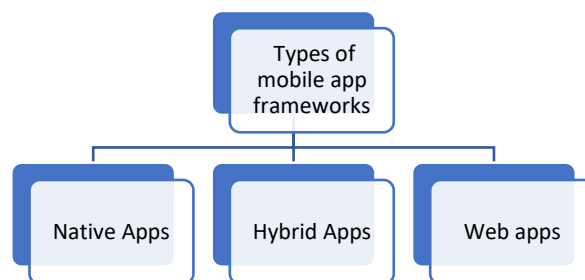 Types of
mobile app
frameworks
Native Apps
Hybrid Apps
Web apps